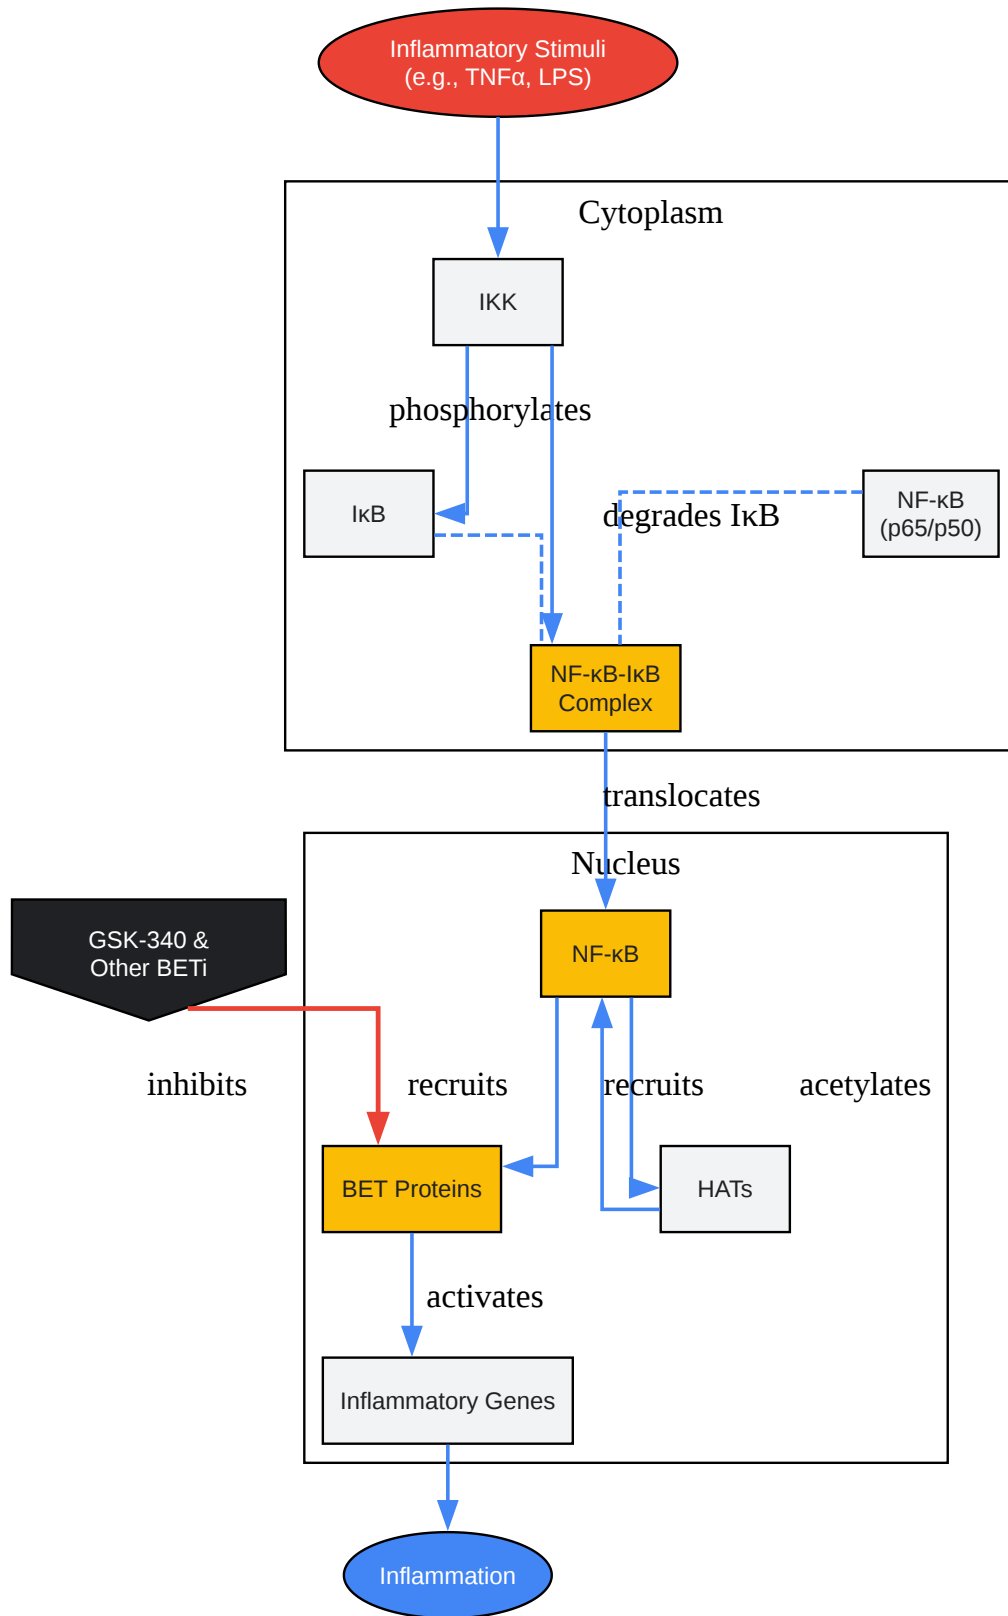 Inflammatory Stimuli
(e.g., TNFα, LPS)
Cytoplasm
IKK
phosphorylates
IκB
degrades IκB
NF-κB
(p65/p50)
NF-κB-IκB
Complex
translocates
Nucleus
GSK-340 &
Other BETi
NF-κB
inhibits
recruits
recruits
acetylates
BET Proteins
HATs
activates
Inflammatory Genes
Inflammation